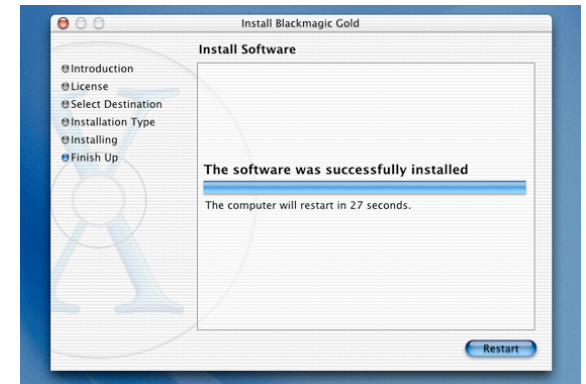 Install Blackmagic Gold
Install Software
Introduction
License
Select Destination
Installation Type
Installing
Finish Up
The software was successfully installed
The computer will restart in 27 seconds.
Restart